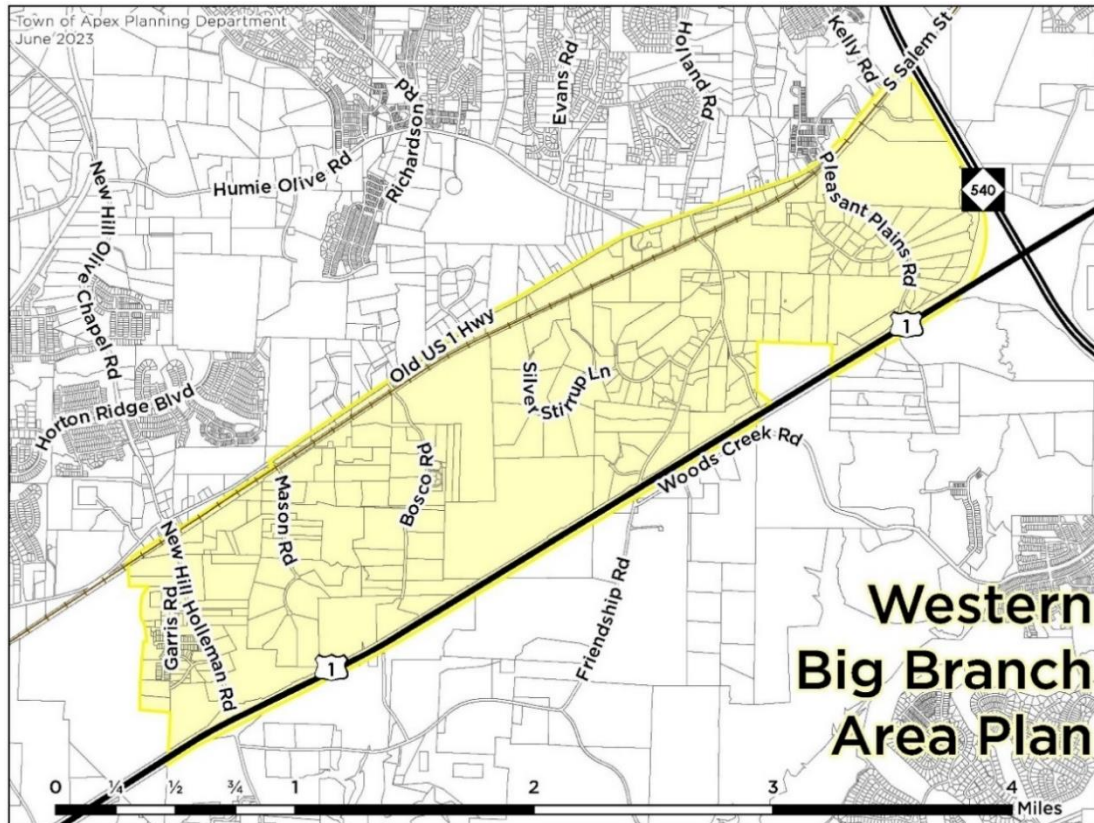 Town of Apex Planning Department
June 2023
S Salem St
Kelly Rd
Holland Rd
Evans Rd
Richardson Rd
Humie Olive Rd
New Hill Olive Chapel Rd
Pleasant Plains Rd
540
1
Old US 1 Hwy
Silver Stirrup Ln
Horton Ridge Blvd
Woods Creek Rd
Bosco Rd
Mason Rd
New Hill Holleman Rd
Garris Rd
Friendship Rd
1
Western
Big Branch
Area Plan
0 ¼ ½ ¾ 1 2 3 4
Miles